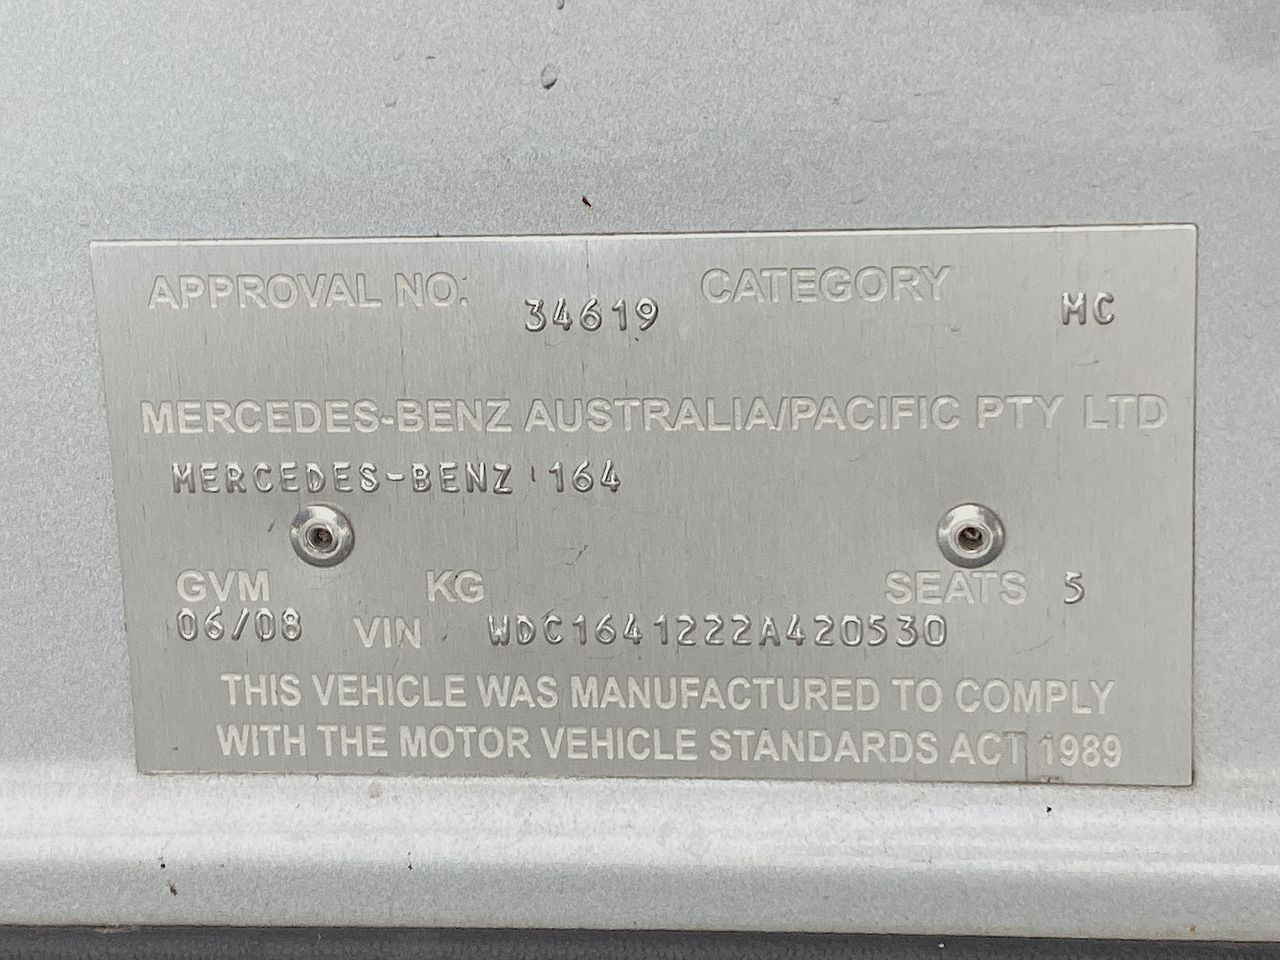 APPROVAL NO. 34619 CATEGORY MC
MERCEDES-BENZ AUSTRALIA/PACIFIC PTY LTD
MERCEDES-BENZ 164
GVM KG SEATS 5
06/08 VIN WDC1641222A420530
THIS VEHICLE WAS MANUFACTURED TO COMPLY
WITH THE MOTOR VEHICLE STANDARDS ACT 1989